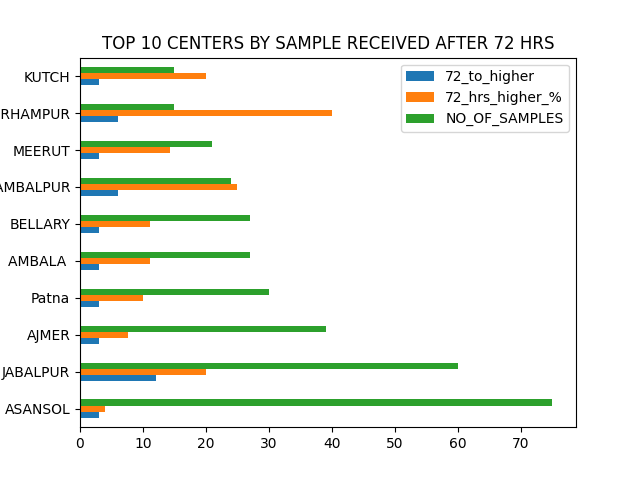 TOP 10 CENTERS BY SAMPLE RECEIVED AFTER 72 HRS
72_to_higher
72_hrs_higher_%
NO_OF_SAMPLES
KUTCH
RHAMPUR
MEERUT
AMBALPUR
BELLARY
AMBALA
Patna
AJMER
JABALPUR
ASANSOL
0 10 20 30 40 50 60 70